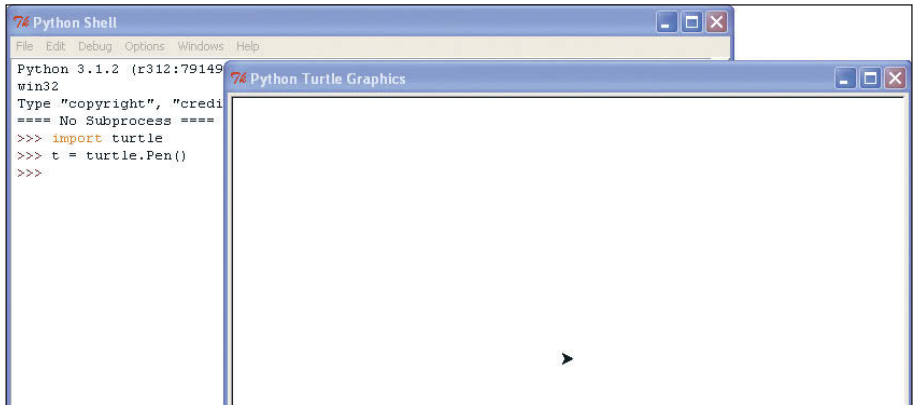 Python Shell
File Edit Debug Options Windows Help
Python 3.1.2 (r312:79149
win32
Type "copyright", "credi
==== No Subprocess ====
>>> import turtle
>>> t = turtle.Pen()
>>>
Python Turtle Graphics